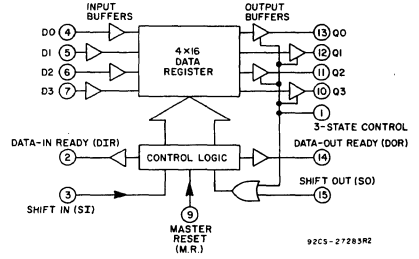 INPUT BUFFERS
OUTPUT BUFFERS
D0 4
D1 5
D2 6
D3 7
4×16 DATA REGISTER
13 Q0
12 Q1
11 Q2
10 Q3
1
3-STATE CONTROL
DATA-IN READY (DIR)
2
CONTROL LOGIC
DATA-OUT READY (DOR)
14
3
SHIFT IN (SI)
9
MASTER RESET (M.R.)
SHIFT OUT (SO)
15
92CS-27283R2